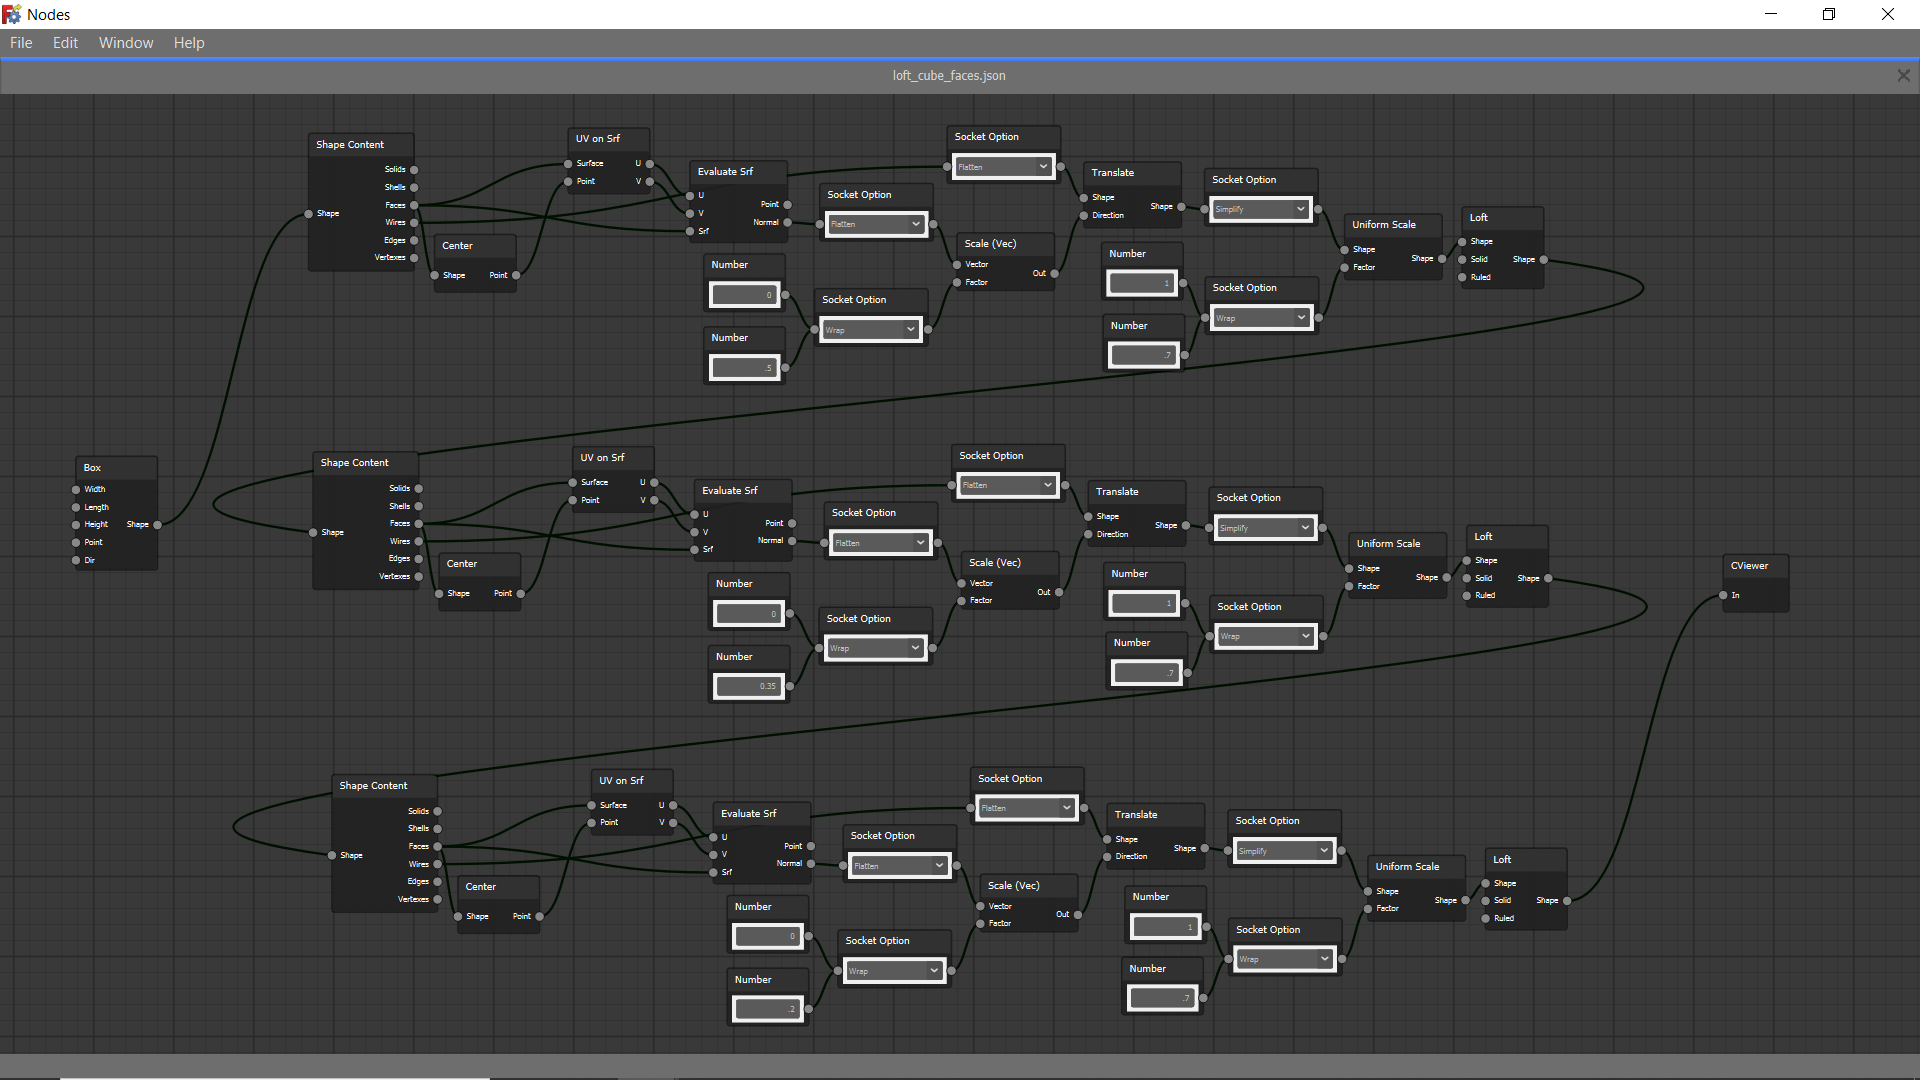 Nodes
File Edit Window Help
loft_cube_faces.json
Shape Content
Solids
Shells
Faces
Wires
Edges
Vertexes
Shape
Center
Shape Point
UV on Srf
Surface U
Point V
Evaluate Srf
U
V
Srf
Point
Normal
Socket Option
Flatten
Number
0
Number
.5
Socket Option
Wrap
Socket Option
Flatten
Scale (Vec)
Vector
Factor
Out
Translate
Shape
Direction
Shape
Number
1
Number
.7
Socket Option
Simplify
Socket Option
Wrap
Uniform Scale
Shape
Factor
Shape
Loft
Shape
Solid
Ruled
Shape
Box
Width
Length
Height
Point
Dir
Shape
Shape Content
Solids
Shells
Faces
Wires
Edges
Vertexes
Shape
Center
Shape Point
UV on Srf
Surface U
Point V
Evaluate Srf
U
V
Srf
Point
Normal
Socket Option
Flatten
Number
0
Number
0.35
Socket Option
Wrap
Socket Option
Flatten
Scale (Vec)
Vector
Factor
Out
Translate
Shape
Direction
Shape
Number
1
Number
.7
Socket Option
Simplify
Socket Option
Wrap
Uniform Scale
Shape
Factor
Shape
Loft
Shape
Solid
Ruled
Shape
CViewer
In
Shape Content
Solids
Shells
Faces
Wires
Edges
Vertexes
Shape
Center
Shape Point
UV on Srf
Surface U
Point V
Evaluate Srf
U
V
Srf
Point
Normal
Socket Option
Flatten
Number
0
Number
.2
Socket Option
Wrap
Socket Option
Flatten
Scale (Vec)
Vector
Factor
Out
Translate
Shape
Direction
Shape
Number
1
Number
.7
Socket Option
Simplify
Socket Option
Wrap
Uniform Scale
Shape
Factor
Shape
Loft
Shape
Solid
Ruled
Shape